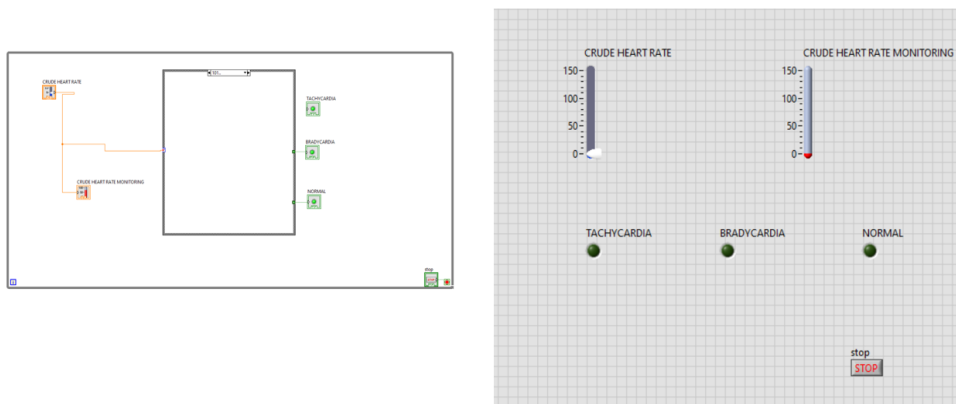 CRUDE HEART RATE
TACHYCARDIA
BRADYCARDIA
CRUDE HEART RATE MONITORING
NORMAL
stop
i
CRUDE HEART RATE
150
100
50
0
CRUDE HEART RATE MONITORING
150
100
50
0
TACHYCARDIA
BRADYCARDIA
NORMAL
stop
STOP